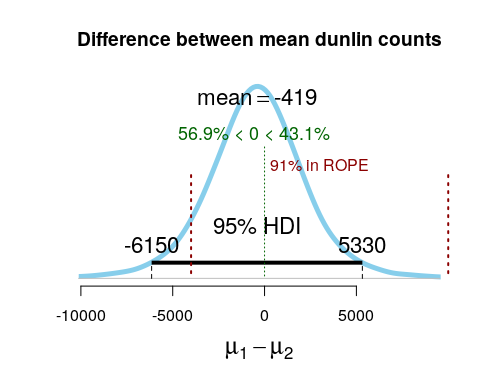 Difference between mean dunlin counts
mean = -419
56.9% < 0 < 43.1%
91% in ROPE
95% HDI
-6150 5330
-10000 -5000 0 5000
μ₁ − μ₂